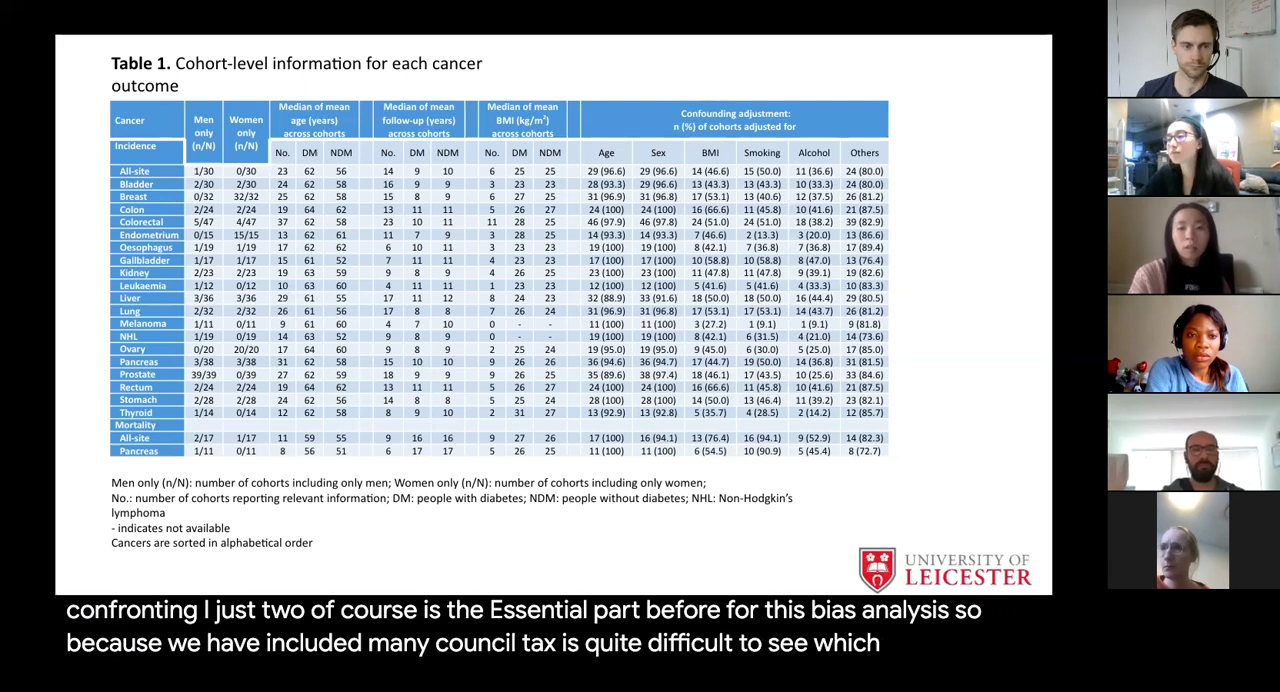 Table 1. Cohort-level information for each cancer
outcome
Cancer Men only (n/N) Women only (n/N) Median of mean age (years) across cohorts Median of mean follow-up (years) across cohorts Median of mean BMI (kg/m²) across cohorts Confounding adjustment: n (%) of cohorts adjusted for
Incidence No. DM NDM No. DM NDM No. DM NDM Age Sex BMI Smoking Alcohol Others
All-site 1/30 0/30 23 62 56 14 9 10 6 25 25 29 (96.6) 29 (96.6) 14 (46.6) 15 (50.0) 11 (36.6) 24 (80.0)
Bladder 2/30 2/30 24 62 58 16 9 9 3 23 23 28 (93.3) 29 (96.6) 13 (43.3) 13 (43.3) 10 (33.3) 24 (80.0)
Breast 0/32 32/32 25 62 58 15 8 9 6 27 25 31 (96.9) 31 (96.8) 17 (53.1) 13 (40.6) 12 (37.5) 26 (81.2)
Colon 2/24 2/24 19 64 62 13 11 11 5 26 27 24 (100) 24 (100) 16 (66.6) 11 (45.8) 10 (41.6) 21 (87.5)
Colorectal 5/47 4/47 37 62 58 23 10 11 11 28 25 46 (97.9) 46 (97.8) 24 (51.0) 24 (51.0) 18 (38.2) 39 (82.9)
Endometrium 0/15 15/15 13 62 61 11 7 9 3 28 25 14 (93.3) 14 (93.3) 7 (46.6) 2 (13.3) 3 (20.0) 13 (86.6)
Oesophagus 1/19 1/19 17 62 62 6 10 11 3 23 23 19 (100) 19 (100) 8 (42.1) 7 (36.8) 7 (36.8) 17 (89.4)
Gallbladder 1/17 1/17 15 61 52 7 11 11 4 23 23 17 (100) 17 (100) 10 (58.8) 10 (58.8) 8 (47.0) 13 (76.4)
Kidney 2/23 2/23 19 63 59 9 8 9 4 26 25 23 (100) 23 (100) 11 (47.8) 11 (47.8) 9 (39.1) 19 (82.6)
Leukaemia 1/12 0/12 10 63 60 4 11 11 1 23 23 12 (100) 12 (100) 5 (41.6) 5 (41.6) 4 (33.3) 10 (83.3)
Liver 3/36 3/36 29 61 55 17 11 12 8 24 23 32 (88.9) 33 (91.6) 18 (50.0) 18 (50.0) 16 (44.4) 29 (80.5)
Lung 2/32 2/32 26 61 56 17 8 8 7 26 24 31 (96.9) 31 (96.8) 17 (53.1) 17 (53.1) 14 (43.7) 26 (81.2)
Melanoma 1/11 0/11 9 61 60 4 7 10 0 - - 11 (100) 11 (100) 3 (27.2) 1 (9.1) 1 (9.1) 9 (81.8)
NHL 1/19 0/19 14 63 52 9 8 9 0 - - 19 (100) 19 (100) 8 (42.1) 6 (31.5) 4 (21.0) 14 (73.6)
Ovary 0/20 20/20 17 64 60 9 8 9 2 25 24 19 (95.0) 19 (95.0) 9 (45.0) 6 (30.0) 5 (25.0) 17 (85.0)
Pancreas 3/38 3/38 31 62 58 15 10 10 9 26 26 36 (94.6) 36 (94.7) 17 (44.7) 19 (50.0) 14 (36.8) 31 (81.5)
Prostate 39/39 0/39 27 62 59 18 9 9 9 26 25 35 (89.6) 38 (97.4) 18 (46.1) 17 (43.5) 10 (25.6) 33 (84.6)
Rectum 2/24 2/24 19 64 62 13 11 11 5 26 27 24 (100) 24 (100) 16 (66.6) 11 (45.8) 10 (41.6) 21 (87.5)
Stomach 2/28 2/28 24 62 56 14 8 8 5 25 24 28 (100) 28 (100) 14 (50.0) 13 (46.4) 11 (39.2) 23 (82.1)
Thyroid 1/14 0/14 12 62 58 8 9 10 2 31 27 13 (92.9) 13 (92.8) 5 (35.7) 4 (28.5) 2 (14.2) 12 (85.7)
Mortality
All-site 2/17 1/17 11 59 55 9 16 16 9 27 26 17 (100) 16 (94.1) 13 (76.4) 16 (94.1) 9 (52.9) 14 (82.3)
Pancreas 1/11 0/11 8 56 51 6 17 17 5 26 25 11 (100) 11 (100) 6 (54.5) 10 (90.9) 5 (45.4) 8 (72.7)
Men only (n/N): number of cohorts including only men; Women only (n/N): number of cohorts including only women;
No.: number of cohorts reporting relevant information; DM: people with diabetes; NDM: people without diabetes; NHL: Non-Hodgkin's
lymphoma
- indicates not available
Cancers are sorted in alphabetical order
UNIVERSITY OF
LEICESTER
confronting I just two of course is the Essential part before for this bias analysis so
because we have included many council tax is quite difficult to see which